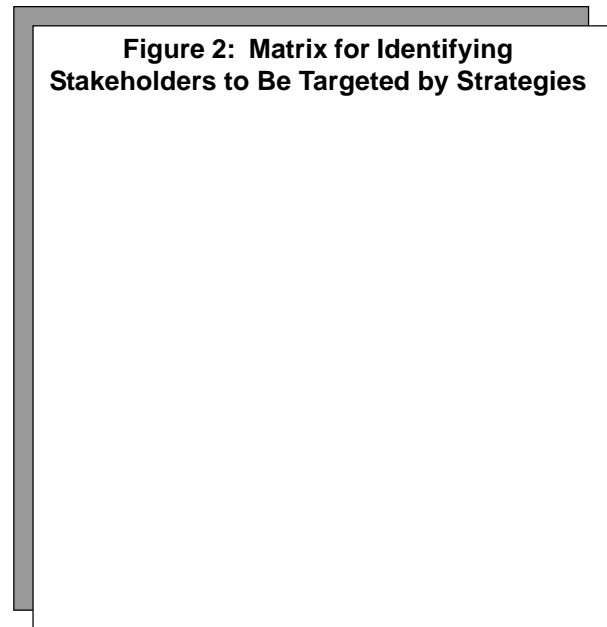 Figure 2:  Matrix for Identifying
Stakeholders to Be Targeted by Strategies